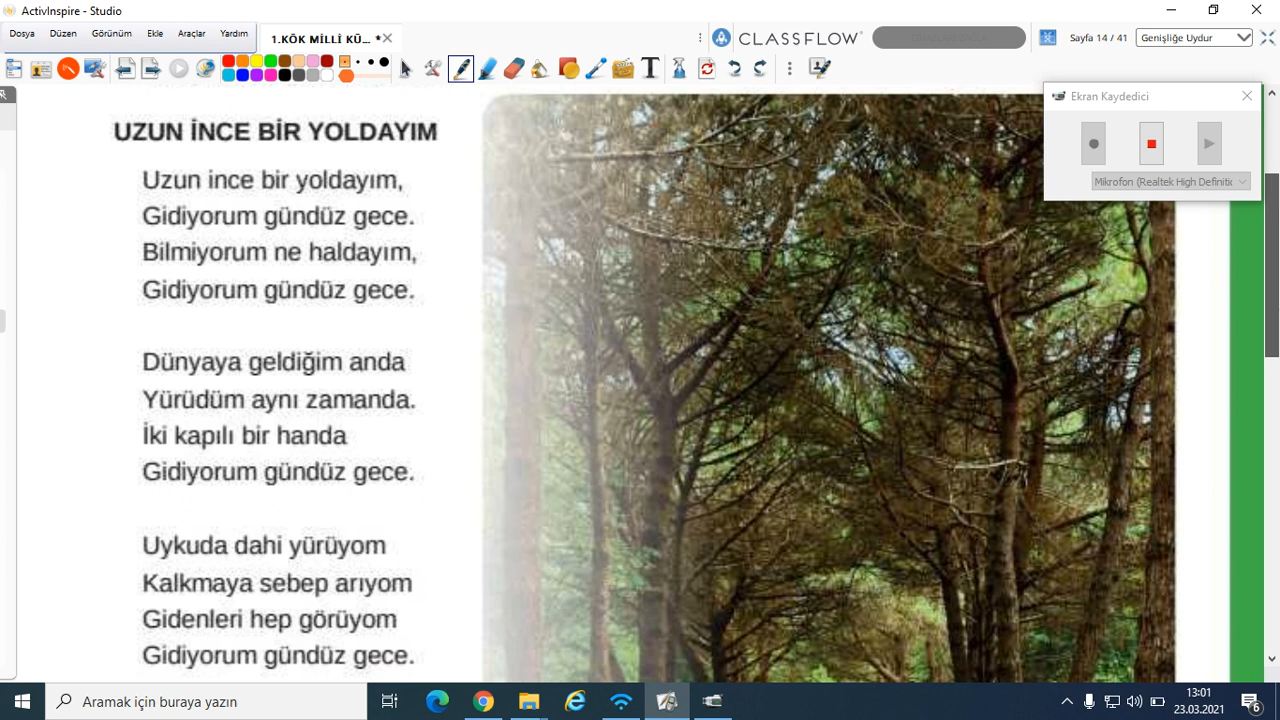 ActivInspire - Studio
Dosya Düzen Görünüm Ekle Araçlar Yardım
1.KÖK MİLLİ KÜ... *
CLASSFLOW
Sayfa 14 / 41
Genişliğe Uydur
Ekran Kaydedici
Mikrofon (Realtek High Definitic
UZUN İNCE BİR YOLDAYIM
Uzun ince bir yoldayım,
Gidiyorum gündüz gece.
Bilmiyorum ne haldayım,
Gidiyorum gündüz gece.
Dünyaya geldiğim anda
Yürüdüm aynı zamanda.
İki kapılı bir handa
Gidiyorum gündüz gece.
Uykuda dahi yürüyom
Kalkmaya sebep arıyom
Gidenleri hep görüyom
Gidiyorum gündüz gece.
Aramak için buraya yazın
13:01
23.03.2021
6